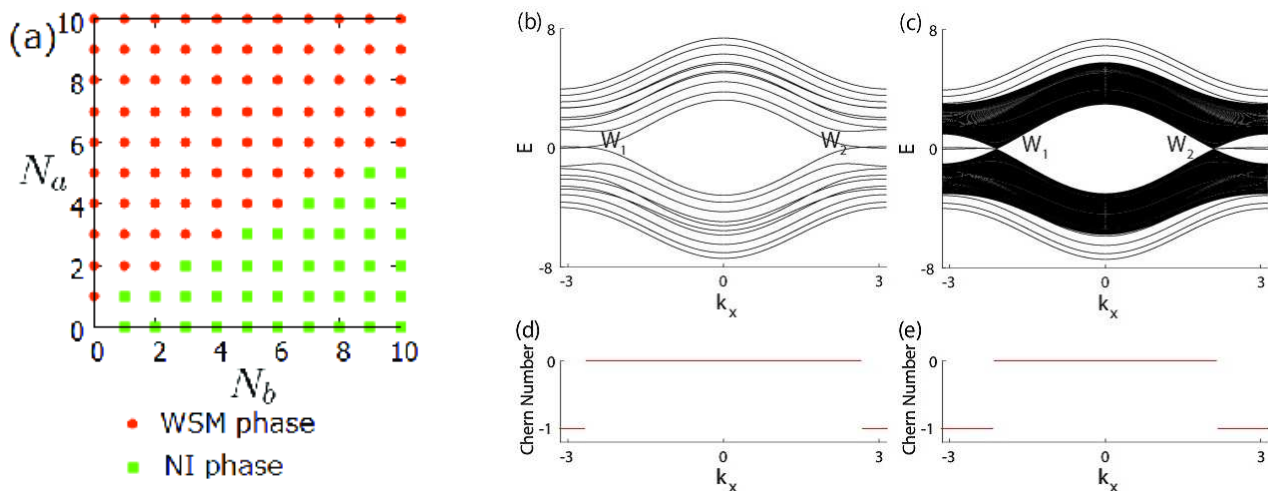 (a)
10
8
6
4
2
0
N_a
0 2 4 6 8 10
N_b
WSM phase
NI phase
(b)
8
0
-8
E
W_1
W_2
-3 0 3
k_x
(c)
8
0
-8
E
W_1
W_2
-3 0 3
k_x
(d)
0
-1
Chern Number
-3 0 3
k_x
(e)
0
-1
Chern Number
-3 0 3
k_x